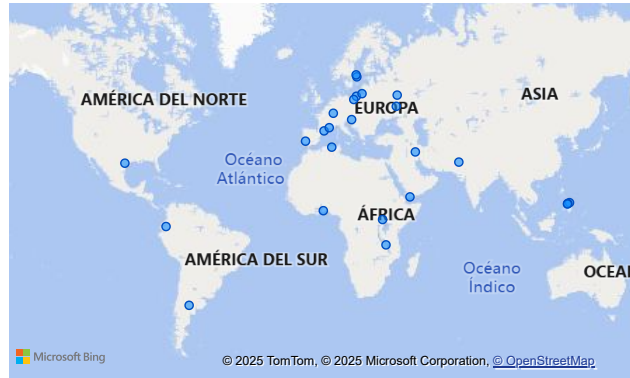 AMÉRICA DEL NORTE
EUROPA
ASIA
Océano
Atlántico
ÁFRICA
AMÉRICA DEL SUR
Océano
Índico
OCEAI
Microsoft Bing
© 2025 TomTom, © 2025 Microsoft Corporation, © OpenStreetMap